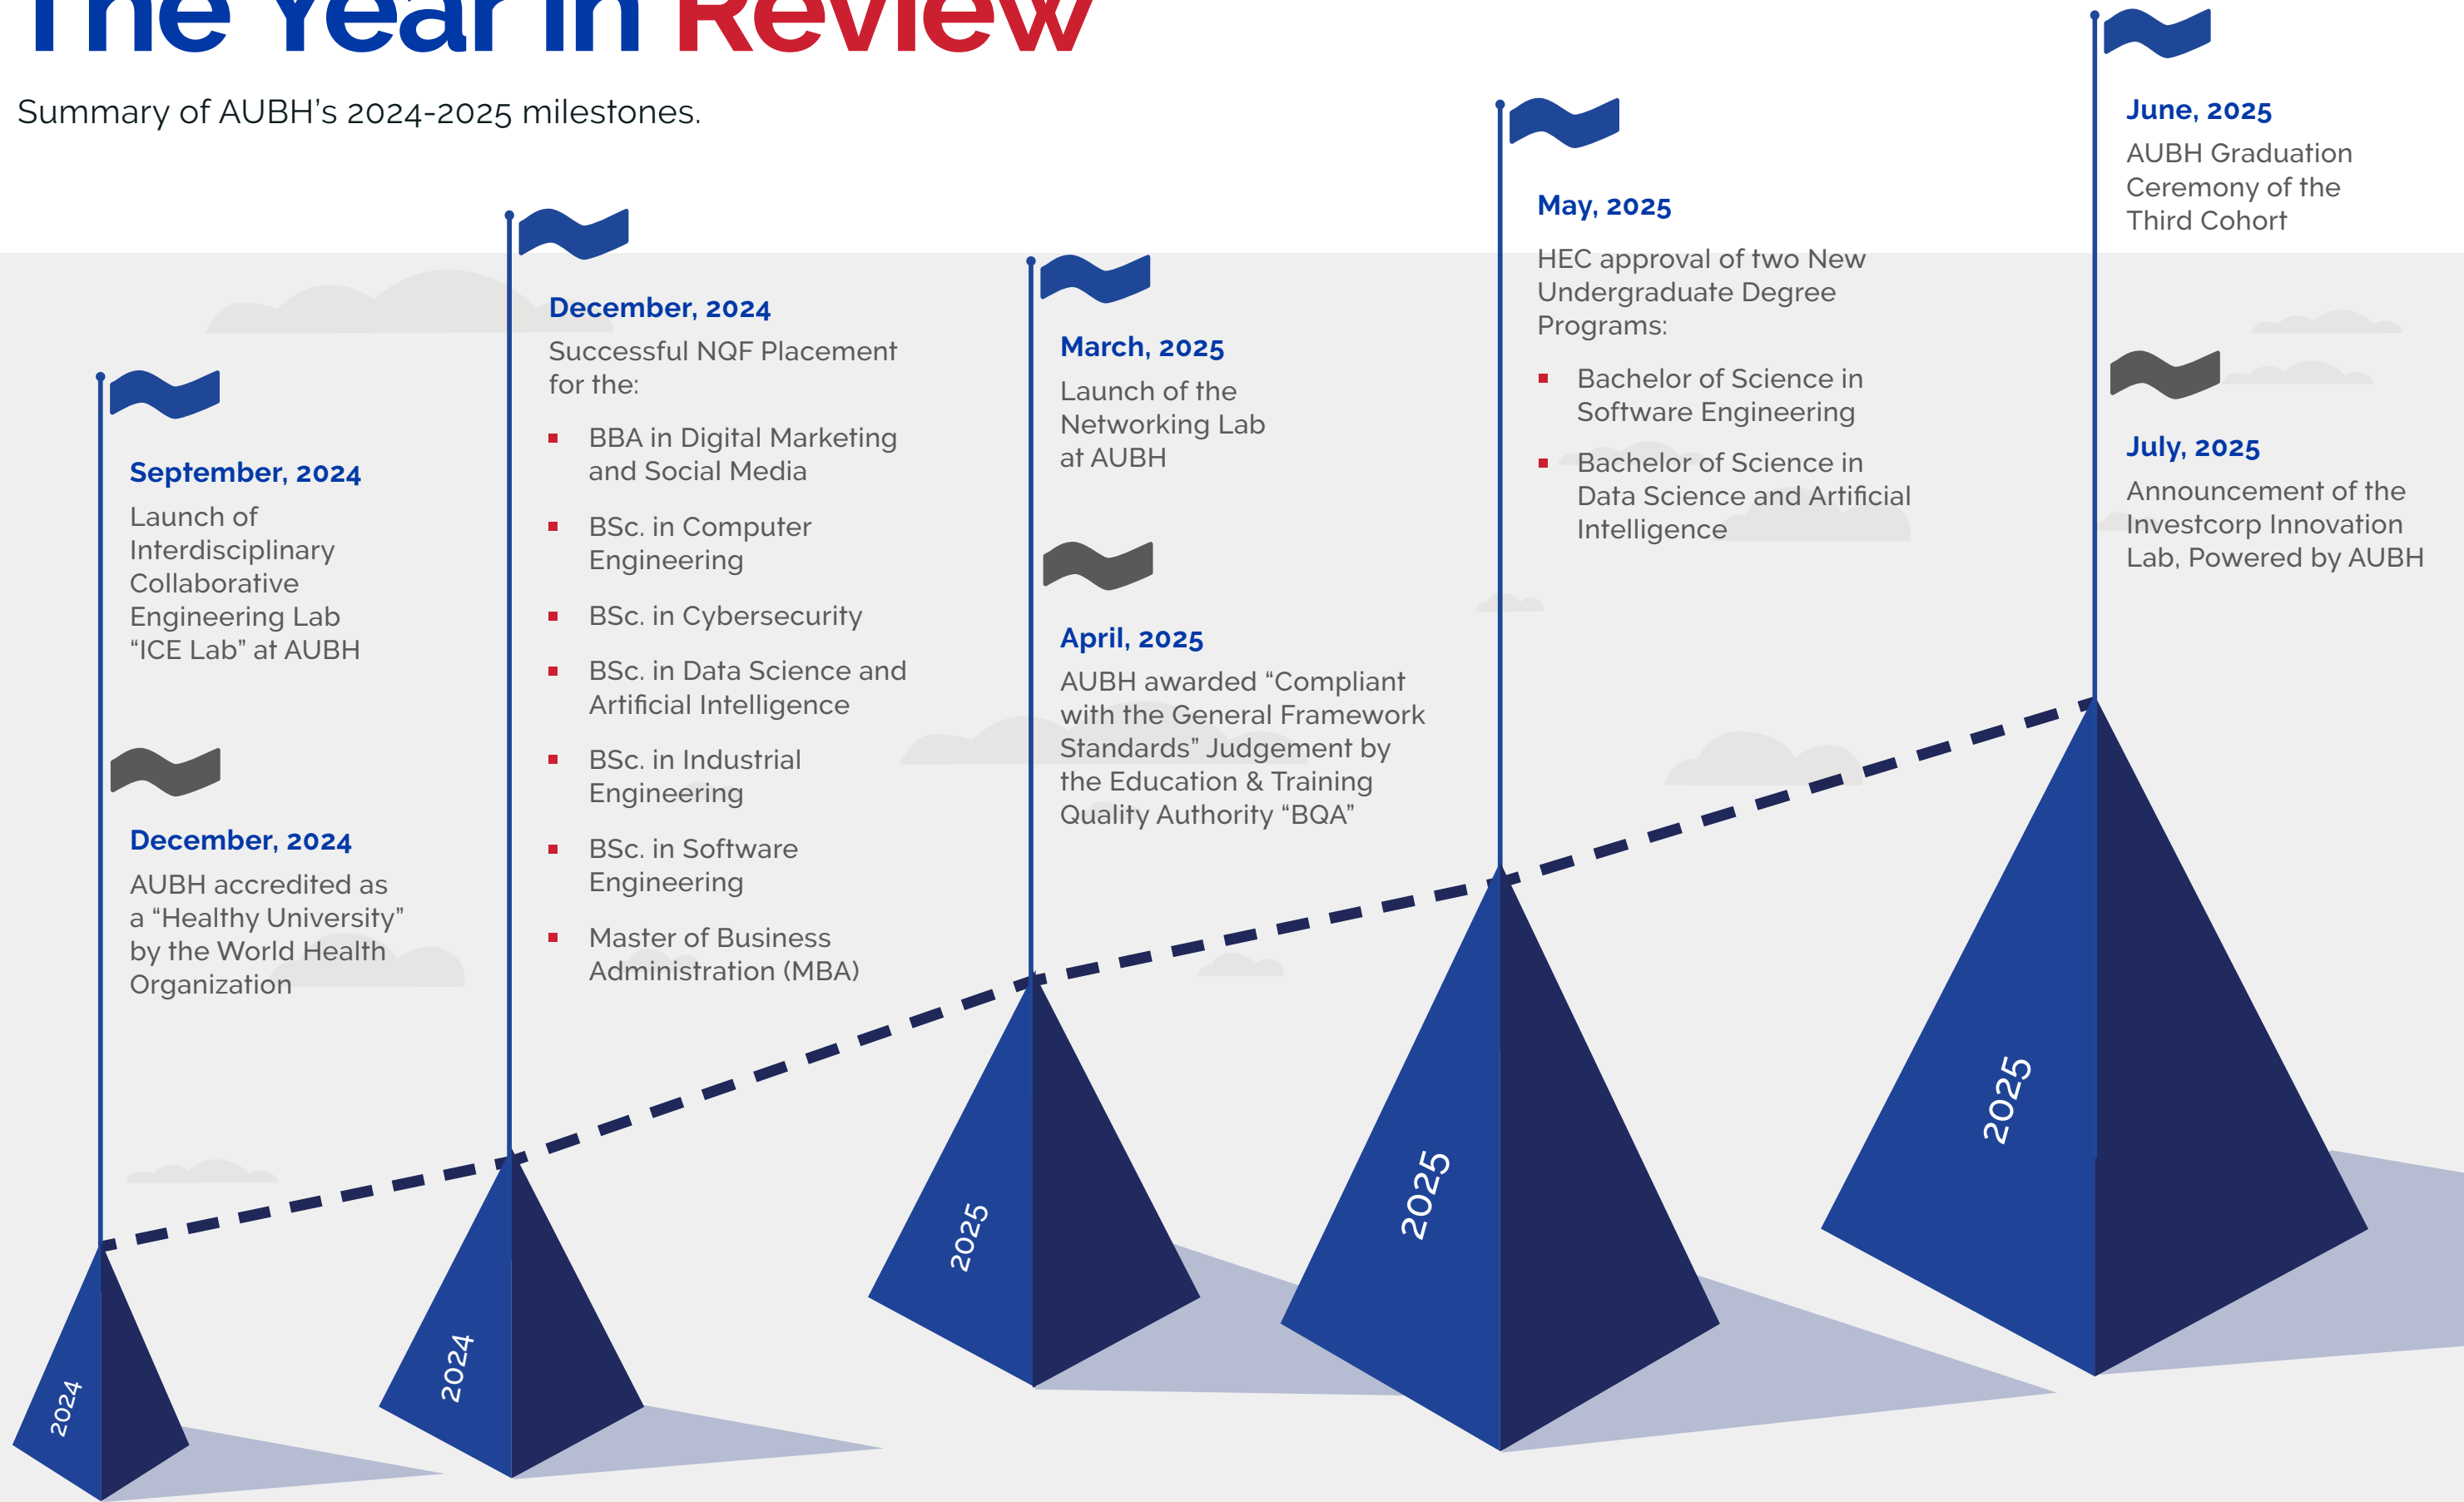 The Year in Review
Summary of AUBH's 2024-2025 milestones.
September, 2024
Launch of
Interdisciplinary
Collaborative
Engineering Lab
“ICE Lab” at AUBH
December, 2024
AUBH accredited as
a “Healthy University”
by the World Health
Organization
December, 2024
Successful NQF Placement
for the:
BBA in Digital Marketing
and Social Media
BSc. in Computer
Engineering
BSc. in Cybersecurity
BSc. in Data Science and
Artificial Intelligence
BSc. in Industrial
Engineering
BSc. in Software
Engineering
Master of Business
Administration (MBA)
March, 2025
Launch of the
Networking Lab
at AUBH
April, 2025
AUBH awarded “Compliant
with the General Framework
Standards” Judgement by
the Education & Training
Quality Authority “BQA”
May, 2025
HEC approval of two New
Undergraduate Degree
Programs:
Bachelor of Science in
Software Engineering
Bachelor of Science in
Data Science and Artificial
Intelligence
June, 2025
AUBH Graduation
Ceremony of the
Third Cohort
July, 2025
Announcement of the
Investcorp Innovation
Lab, Powered by AUBH
2024
2024
2025
2025
2025